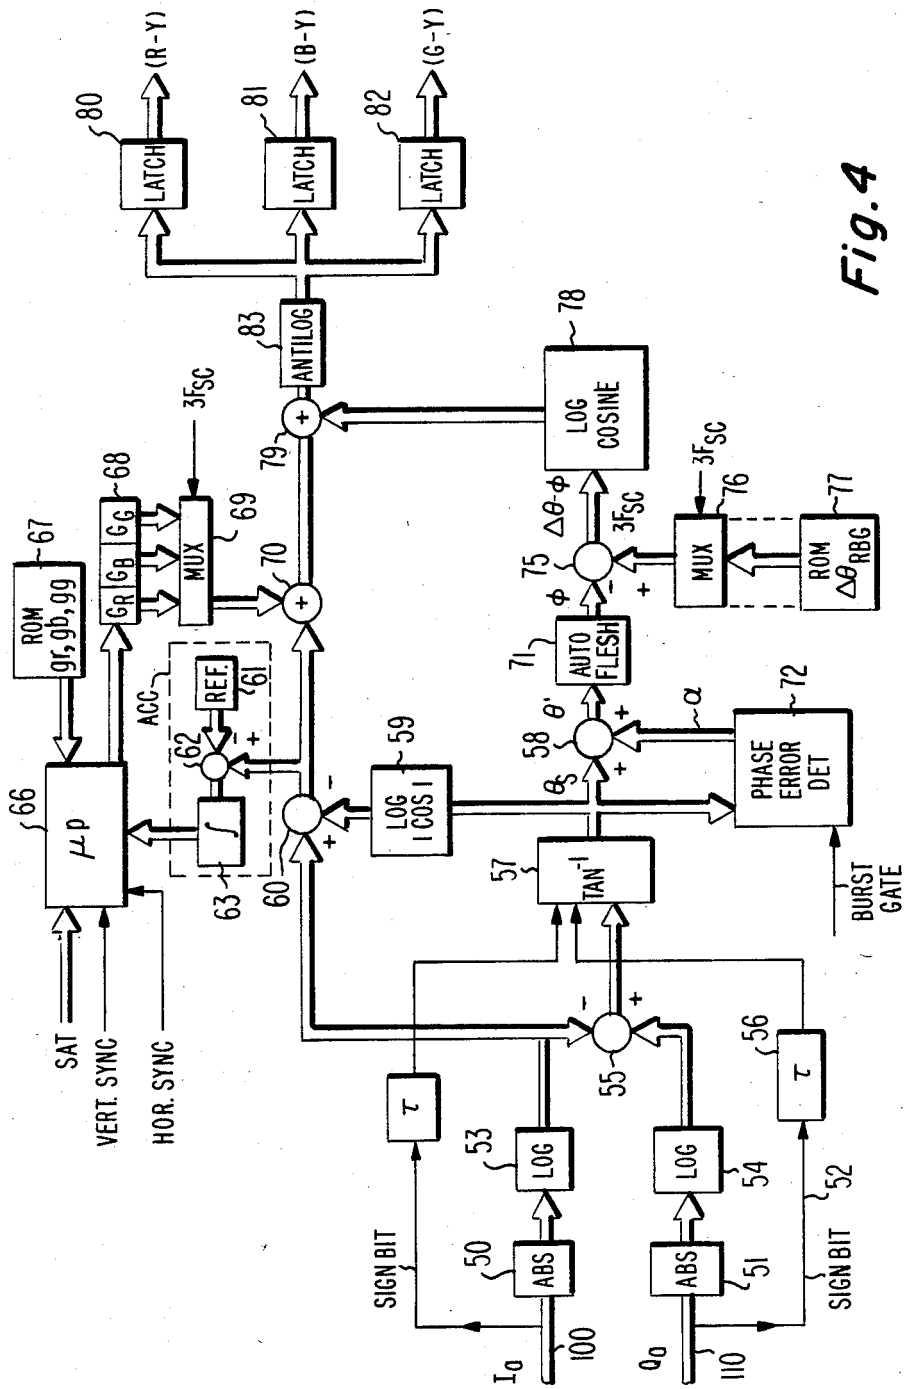 80
LATCH
(R-Y)
81
LATCH
(B-Y)
82
LATCH
(G-Y)
83
ANTILOG
79
+
67
ROM
gr, gb, gg
68
GR GB GG
3FSC
MUX
69
70
+
66
μp
SAT
VERT. SYNC
HOR. SYNC
ACC
REF.
61
62
-
+
∫
63
60
+
-
59
LOG
|COS|
78
LOG
COSINE
Δθ-φ
3FSC
75
-
+
φ
3FSC
MUX
76
77
ROM
ΔθRBG
71
AUTO
FLESH
θ'
58
+
+
θS
α
72
PHASE
ERROR
DET
BURST
GATE
57
TAN-1
55
-
+
τ
56
τ
53
LOG
54
LOG
50
ABS
51
ABS
SIGN BIT
52
SIGN BIT
Ia
100
Qa
110
Fig. 4